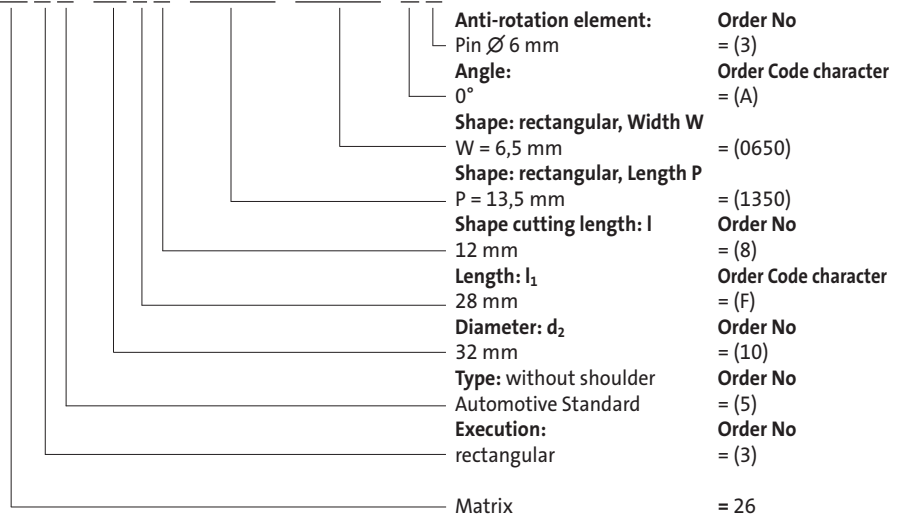 Anti-rotation element: Order No
Pin Ø 6 mm = (3)
Angle: Order Code character
0° = (A)
Shape: rectangular, Width W
W = 6,5 mm = (0650)
Shape: rectangular, Length P
P = 13,5 mm = (1350)
Shape cutting length: l Order No
12 mm = (8)
Length: l₁ Order Code character
28 mm = (F)
Diameter: d₂ Order No
32 mm = (10)
Type: without shoulder Order No
Automotive Standard = (5)
Execution: Order No
rectangular = (3)
Matrix = 26